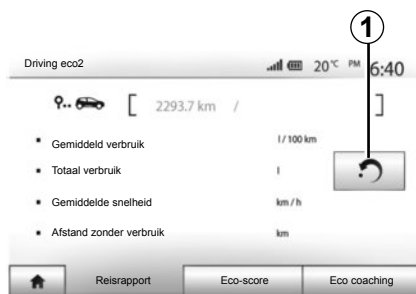 1
Driving eco2 20°C PM 6:40
[ 2293.7 km / ]
▪ Gemiddeld verbruik l/100 km
▪ Totaal verbruik l
▪ Gemiddelde snelheid km/h
▪ Afstand zonder verbruik km
Reisrapport Eco-score Eco coaching